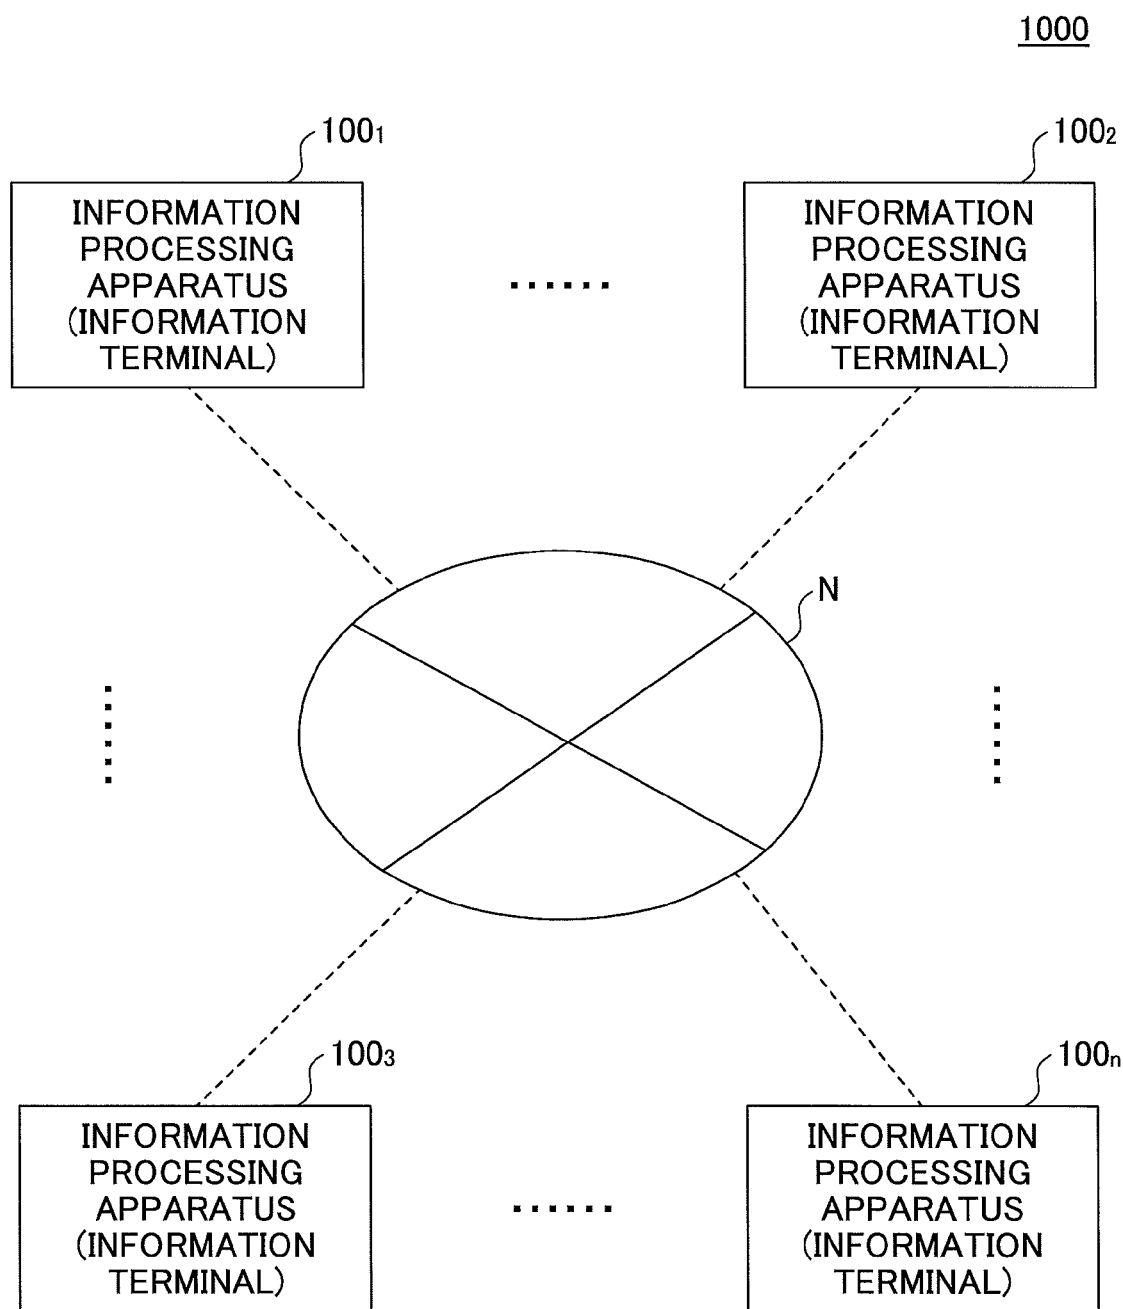 1000
100₁
100₂
INFORMATION
PROCESSING
APPARATUS
(INFORMATION
TERMINAL)
INFORMATION
PROCESSING
APPARATUS
(INFORMATION
TERMINAL)
N
100₃
100ₙ
INFORMATION
PROCESSING
APPARATUS
(INFORMATION
TERMINAL)
INFORMATION
PROCESSING
APPARATUS
(INFORMATION
TERMINAL)